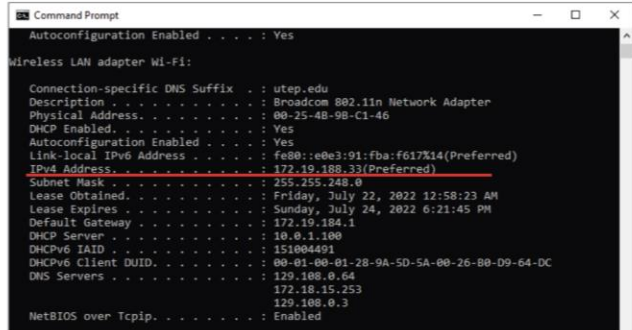 Command Prompt
Autoconfiguration Enabled . . . . : Yes
Wireless LAN adapter Wi-Fi:
Connection-specific DNS Suffix . : utep.edu
Description . . . . . . . . . . . : Broadcom 802.11n Network Adapter
Physical Address. . . . . . . . . : 00-25-4B-9B-C1-46
DHCP Enabled. . . . . . . . . . . : Yes
Autoconfiguration Enabled . . . . : Yes
Link-local IPv6 Address . . . . . : fe80::e0e3:91:fba:f617%14(Preferred)
IPv4 Address. . . . . . . . . . . : 172.19.188.33(Preferred)
Subnet Mask . . . . . . . . . . . : 255.255.248.0
Lease Obtained. . . . . . . . . . : Friday, July 22, 2022 12:58:23 AM
Lease Expires . . . . . . . . . . : Sunday, July 24, 2022 6:21:45 PM
Default Gateway . . . . . . . . . : 172.19.184.1
DHCP Server . . . . . . . . . . . : 10.0.1.100
DHCPv6 IAID . . . . . . . . . . . : 151004491
DHCPv6 Client DUID. . . . . . . . : 00-01-00-01-28-9A-5D-5A-00-26-B0-D9-64-DC
DNS Servers . . . . . . . . . . . : 129.108.0.64
172.18.15.253
129.108.0.3
NetBIOS over Tcpip. . . . . . . . : Enabled